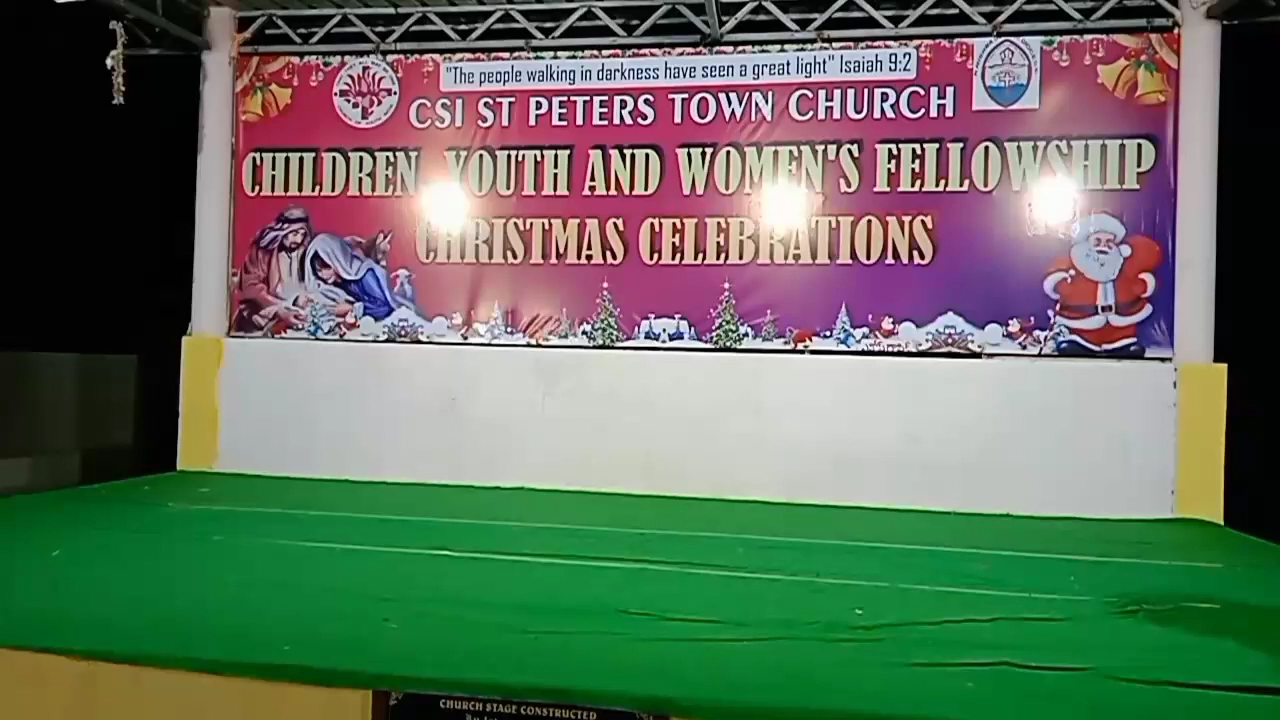 "The people walking in darkness have seen a great light" Isaiah 9:2
CSI ST PETERS TOWN CHURCH
CHILDREN, YOUTH AND WOMEN'S FELLOWSHIP
CHRISTMAS CELEBRATIONS
CHURCH STAGE CONSTRUCTED